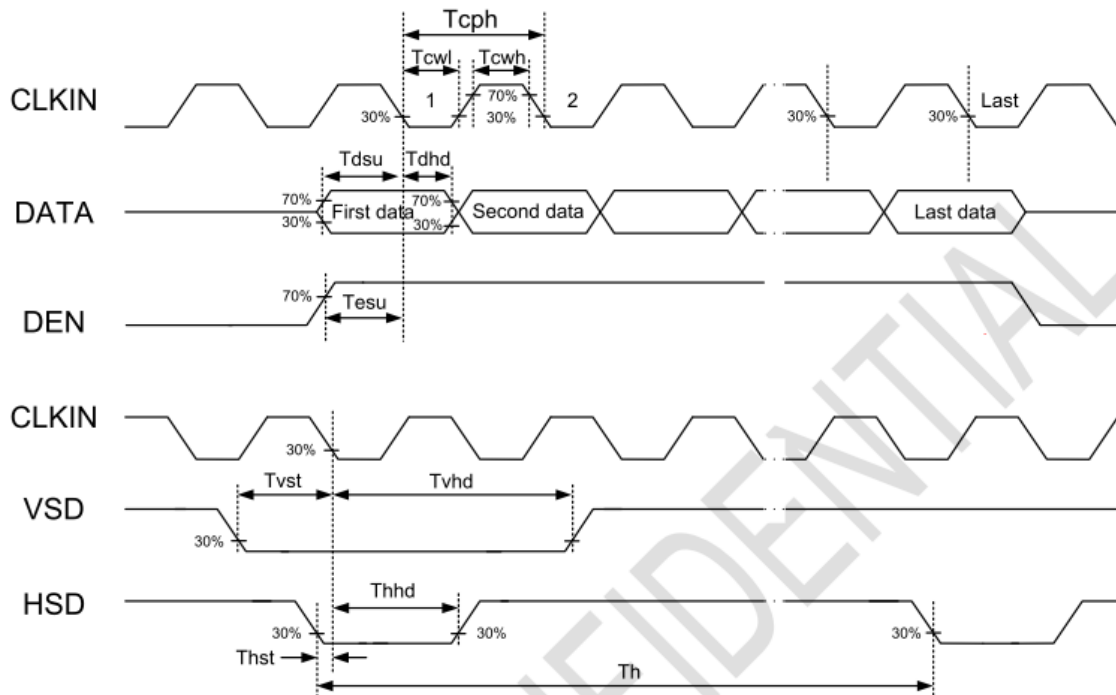 Tcph
Tcwl Tcwh
CLKIN 30% 1 70% 30% 2 30% 30% Last
Tdsu Tdhd
DATA 70% 30% First data 70% 30% Second data Last data
DEN 70% Tesu
CLKIN 30%
Tvst Tvhd
VSD 30%
HSD Thhd
30% 30% 30%
Thst Th
FIDENTIAL